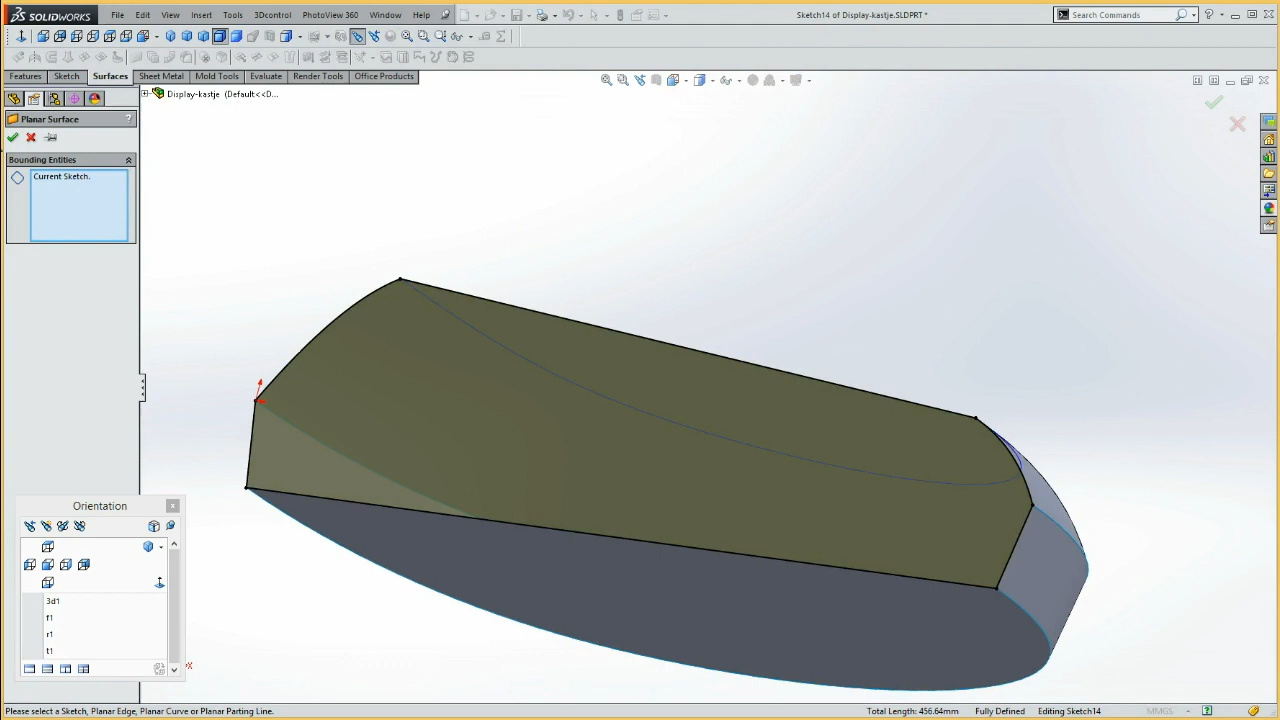 SOLIDWORKS File Edit View Insert Tools 3Dcontrol PhotoView 360 Window Help Sketch14 of Display-kastje.SLDPRT * Search Commands
Features Sketch Surfaces Sheet Metal Mold Tools Evaluate Render Tools Office Products
Display-kastje (Default<<D...
Planar Surface ?
Bounding Entities
Current Sketch.
Orientation
3d1
f1
r1
t1
X
Please select a Sketch, Planar Edge, Planar Curve or Planar Parting Line. Total Length: 456.64mm Fully Defined Editing Sketch14 MMGS - ?